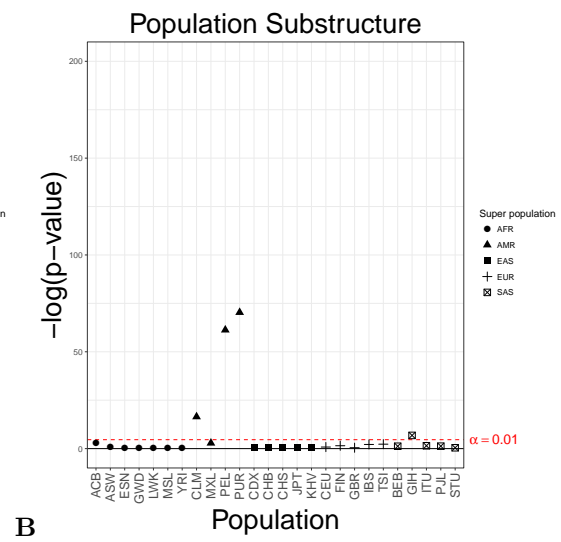 Population Substructure
200
150
100
50
0
−log(p−value)
n
Super population
AFR
AMR
EAS
EUR
SAS
α = 0.01
ACB
ASW
ESN
GWD
LWK
MSL
YRI
CLM
MXL
PEL
PUR
CDX
CHB
CHS
JPT
KHV
CEU
FIN
GBR
IBS
TSI
BEB
GIH
ITU
PJL
STU
Population
B